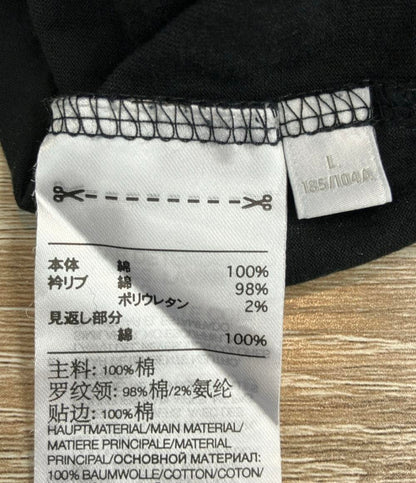 L
185/104A
本体 綿 100%
衿リブ 綿 98%
ポリウレタン 2%
見返し部分
綿 100%
主料: 100%棉
罗纹领: 98%棉/2%氨纶
贴边: 100%棉
HAUPTMATERIAL/MAIN MATERIAL/
MATIERE PRINCIPALE/MATERIAL
PRINCIPAL/ОСНОВНОЙ МАТЕРИАЛ:
100% BAUMWOLLE/COTTON/COTON/